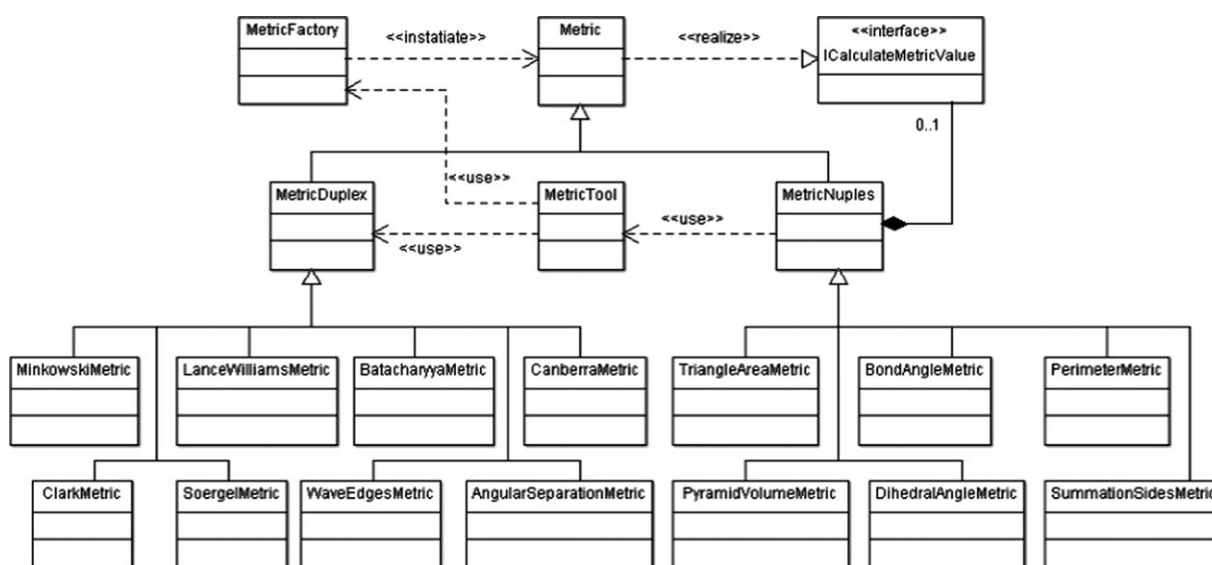 MetricFactory
<<instatiate>>
Metric
<<realize>>
<<interface>>
ICalculateMetricValue
0..1
MetricDuplex
<<use>>
MetricTool
<<use>>
MetricNuples
<<use>>
MinkowskiMetric
LanceWilliamsMetric
BatacharyyaMetric
CanberraMetric
TriangleAreaMetric
BondAngleMetric
PerimeterMetric
ClarkMetric
SoergelMetric
WaveEdgesMetric
AngularSeparationMetric
PyramidVolumeMetric
DihedralAngleMetric
SummationSidesMetric